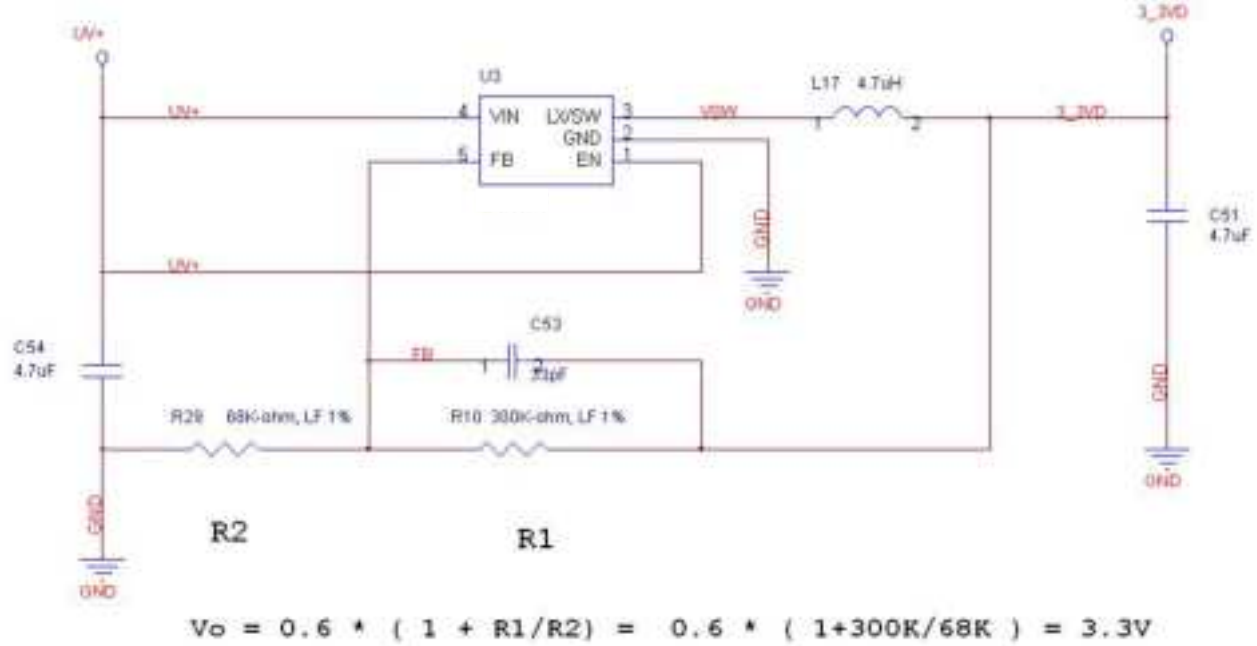 UV+
3_3VD
U3
L17 4.7uH
UV+
4
VIN
LX/SW
3
VSW
1
2
3_3VD
GND
2
5
FB
EN
1
C51
4.7uF
GND
UV+
GND
C53
C54
4.7uF
FB
1
2
GND
R29 68K-ohm, LF 1%
R10 300K-ohm, LF 1%
GND
GND
R2
R1
GND
Vo = 0.6 * ( 1 + R1/R2) = 0.6 * ( 1+300K/68K ) = 3.3V